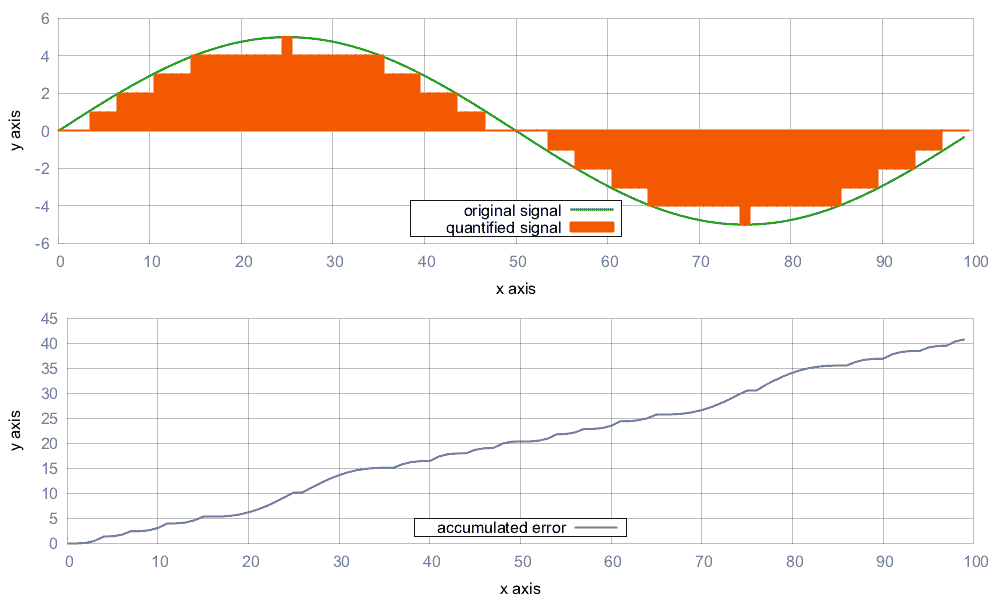 6
4
2
0
-2
-4
-6
y axis
original signal
quantified signal
0 10 20 30 40 50 60 70 80 90 100
x axis
45
40
35
30
25
20
15
10
5
0
y axis
accumulated error
0 10 20 30 40 50 60 70 80 90 100
x axis